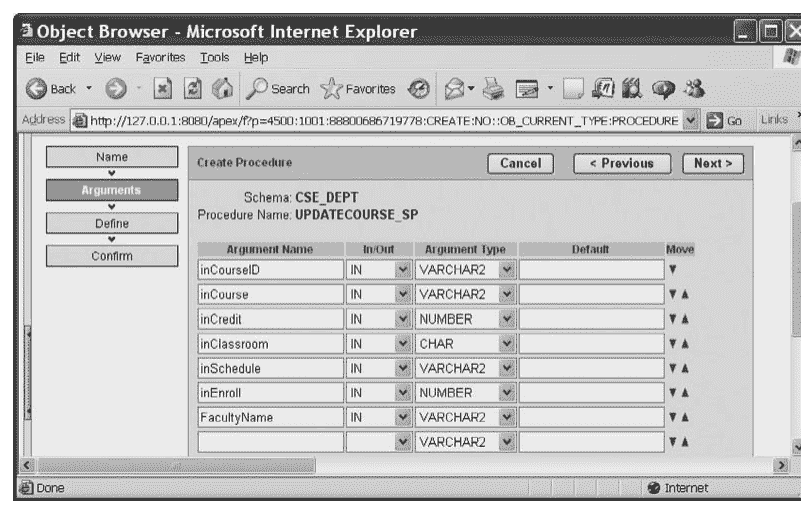 Object Browser - Microsoft Internet Explorer
File Edit View Favorites Tools Help
Back Search Favorites
Address http://127.0.0.1:8080/apex/f?p=4500:1001:88800686719778:CREATE:NO::OB_CURRENT_TYPE:PROCEDURE Go Links
Name
Create Procedure Cancel < Previous Next >
Arguments
Define
Confirm
Schema: CSE_DEPT
Procedure Name: UPDATECOURSE_SP
Argument Name In/Out Argument Type Default Move
inCourseID IN VARCHAR2
inCourse IN VARCHAR2
inCredit IN NUMBER
inClassroom IN CHAR
inSchedule IN VARCHAR2
inEnroll IN NUMBER
FacultyName IN VARCHAR2
VARCHAR2
Done Internet